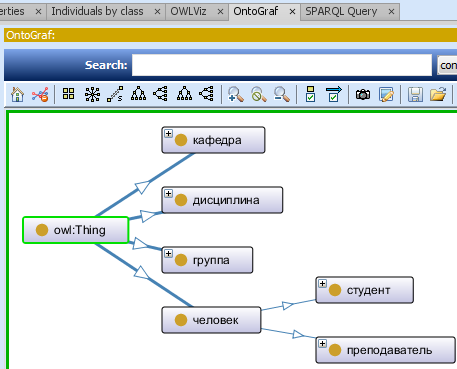 erties
Individuals by class
OWLViz
OntoGraf
SPARQL Query
OntoGraf:
Search:
con
кафедра
дисциплина
owl:Thing
группа
студент
человек
преподаватель